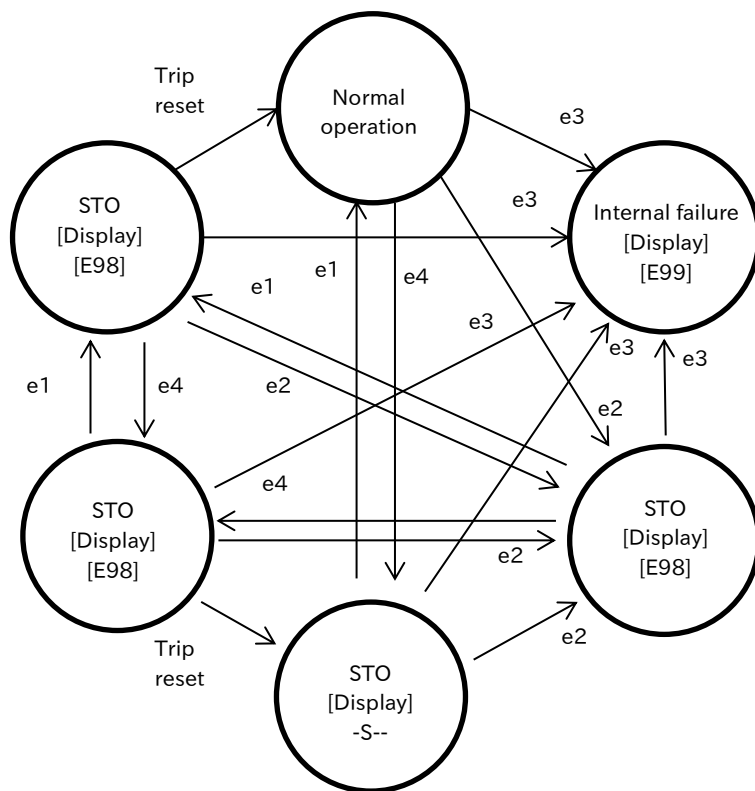 Trip
reset
Normal
operation
e3
STO
[Display]
[E98]
e3
Internal failure
[Display]
[E99]
e1
e1
e4
e3
e3
e3
e1
e4
e2
e2
e4
STO
[Display]
[E98]
STO
[Display]
[E98]
e2
Trip
reset
e2
STO
[Display]
-S--